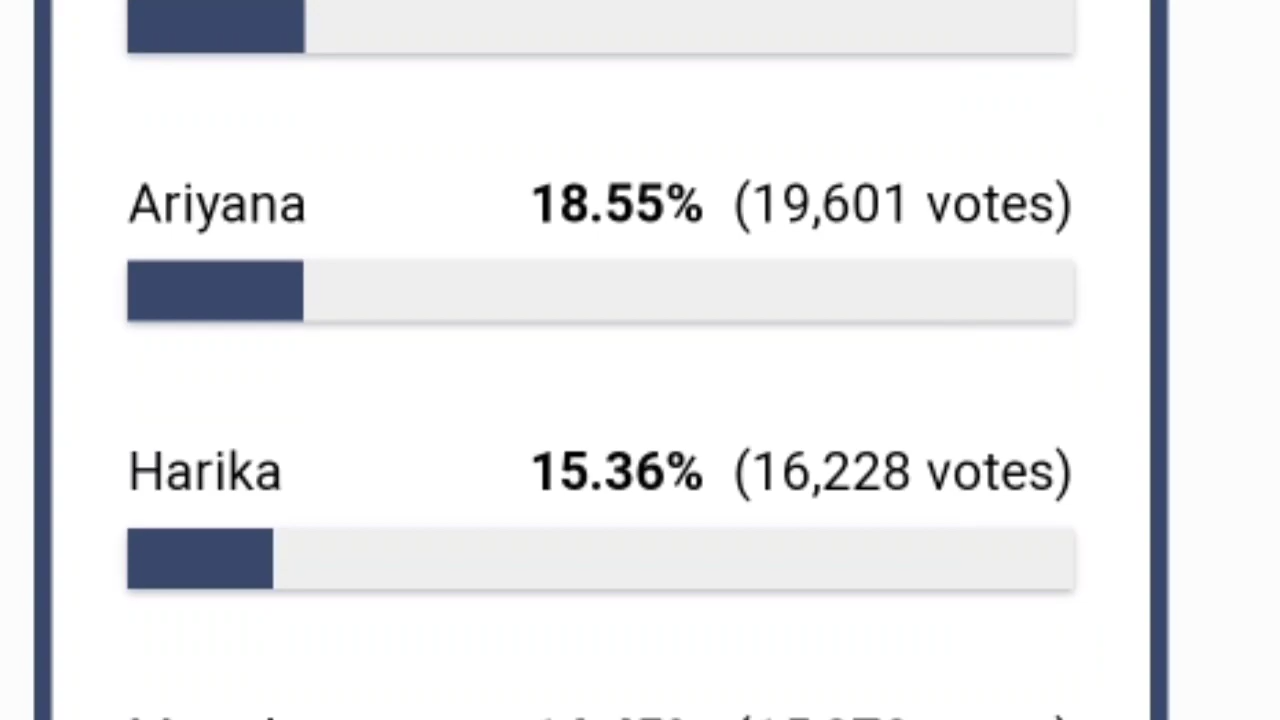 Ariyana 18.55% (19,601 votes)
Harika 15.36% (16,228 votes)